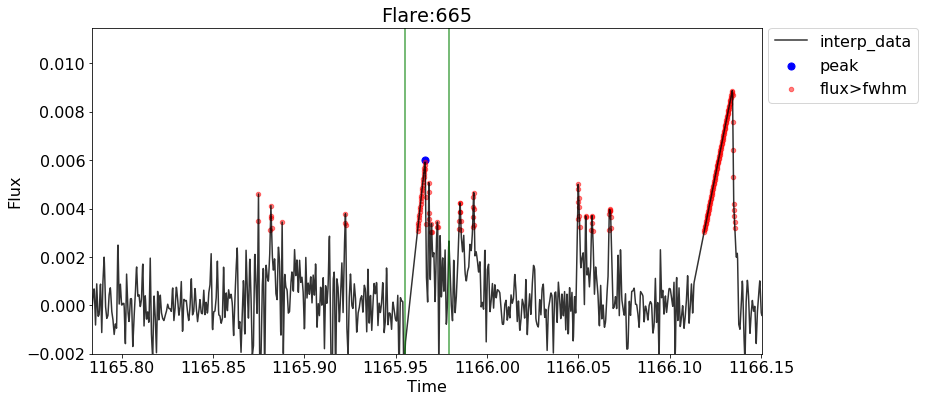 Flare:665
interp_data
peak
flux>fwhm
Flux
0.010
0.008
0.006
0.004
0.002
0.000
−0.002
1165.80
1165.85
1165.90
1165.95
1166.00
1166.05
1166.10
1166.15
Time